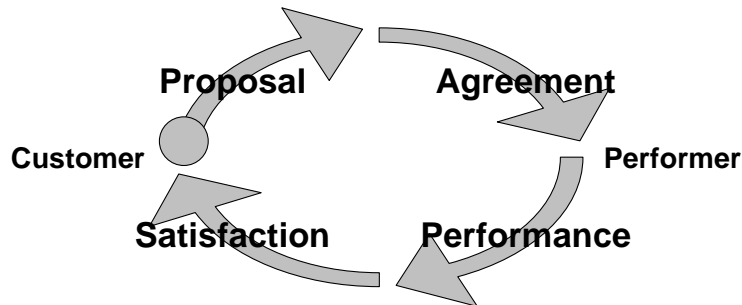 Proposal
Agreement
Customer
Performer
Satisfaction
Performance